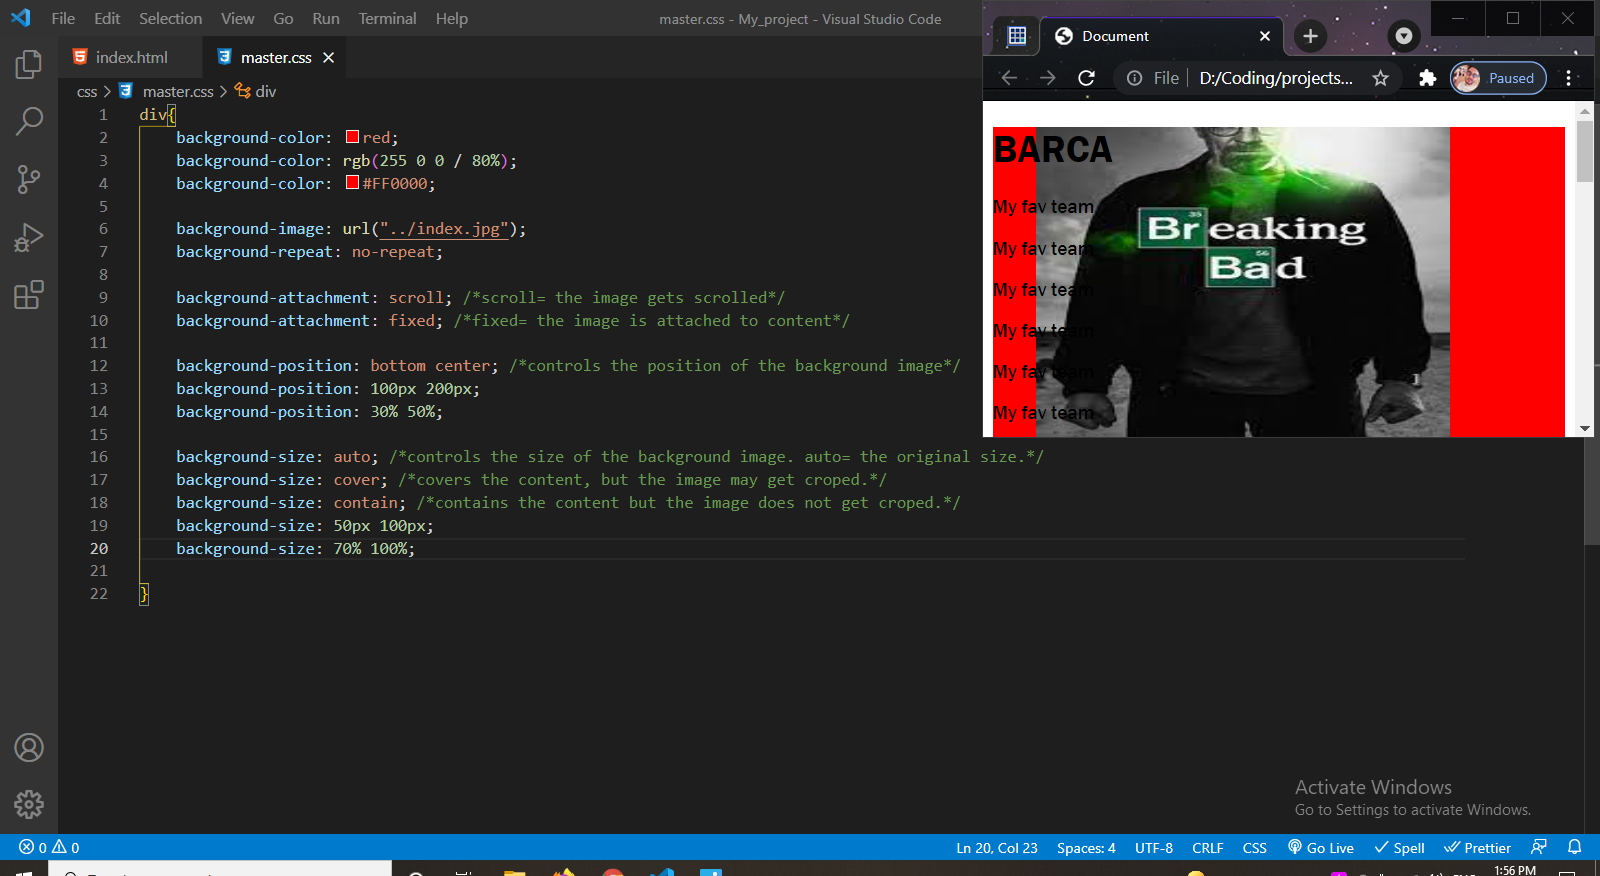 File Edit Selection View Go Run Terminal Help
master.css - My_project - Visual Studio Code
index.html
master.css
css > master.css > div
1 div{
2 background-color: red;
3 background-color: rgb(255 0 0 / 80%);
4 background-color: #FF0000;
5
6 background-image: url("../index.jpg");
7 background-repeat: no-repeat;
8
9 background-attachment: scroll; /*scroll= the image gets scrolled*/
10 background-attachment: fixed; /*fixed= the image is attached to content*/
11
12 background-position: bottom center; /*controls the position of the background image*/
13 background-position: 100px 200px;
14 background-position: 30% 50%;
15
16 background-size: auto; /*controls the size of the background image. auto= the original size.*/
17 background-size: cover; /*covers the content, but the image may get croped.*/
18 background-size: contain; /*contains the content but the image does not get croped.*/
19 background-size: 50px 100px;
20 background-size: 70% 100%;
21
22 }
Document
File
D:/Coding/projects...
Paused
BARCA
My fav team
My fav team
My fav team
My fav team
My fav team
My fav team
35
Breaking
56
Bad
Activate Windows
Go to Settings to activate Windows.
0 0
Ln 20, Col 23 Spaces: 4 UTF-8 CRLF CSS Go Live Spell Prettier
1:56 PM